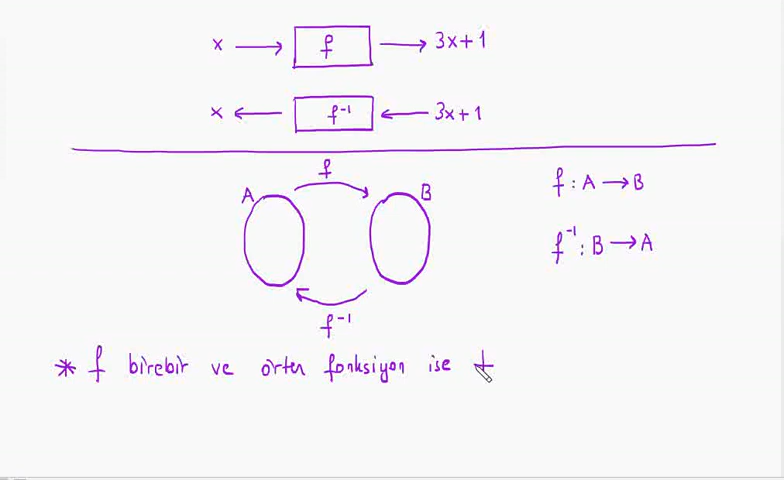 x → f → 3x+1
x ← f⁻¹ ← 3x+1
f
A B
f : A → B
f⁻¹ : B → A
f⁻¹
* f birebir ve örten fonksiyon ise